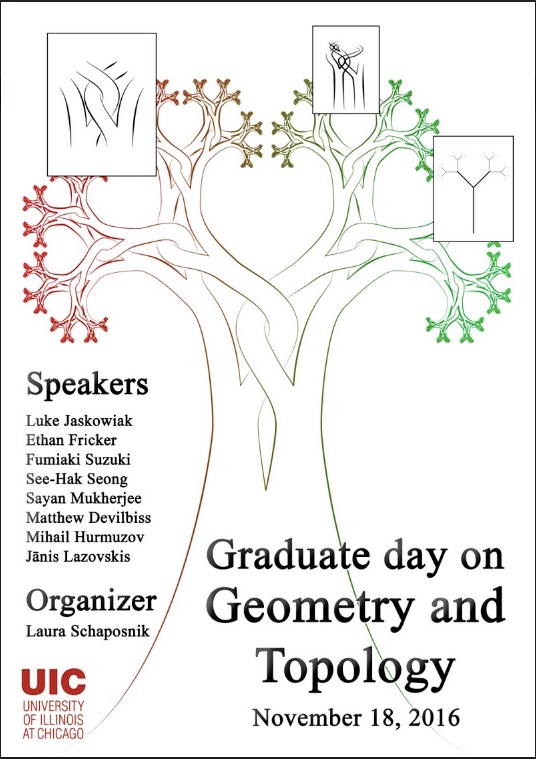 Speakers
Luke Jaskowiak
Ethan Fricker
Fumiaki Suzuki
See-Hak Seong
Sayan Mukherjee
Matthew Devilbiss
Mihail Hurmuzov
Jānis Lazovskis
Organizer
Laura Schaposnik
UIC
UNIVERSITY
OF ILLINOIS
AT CHICAGO
Graduate day on
Geometry and
Topology
November 18, 2016